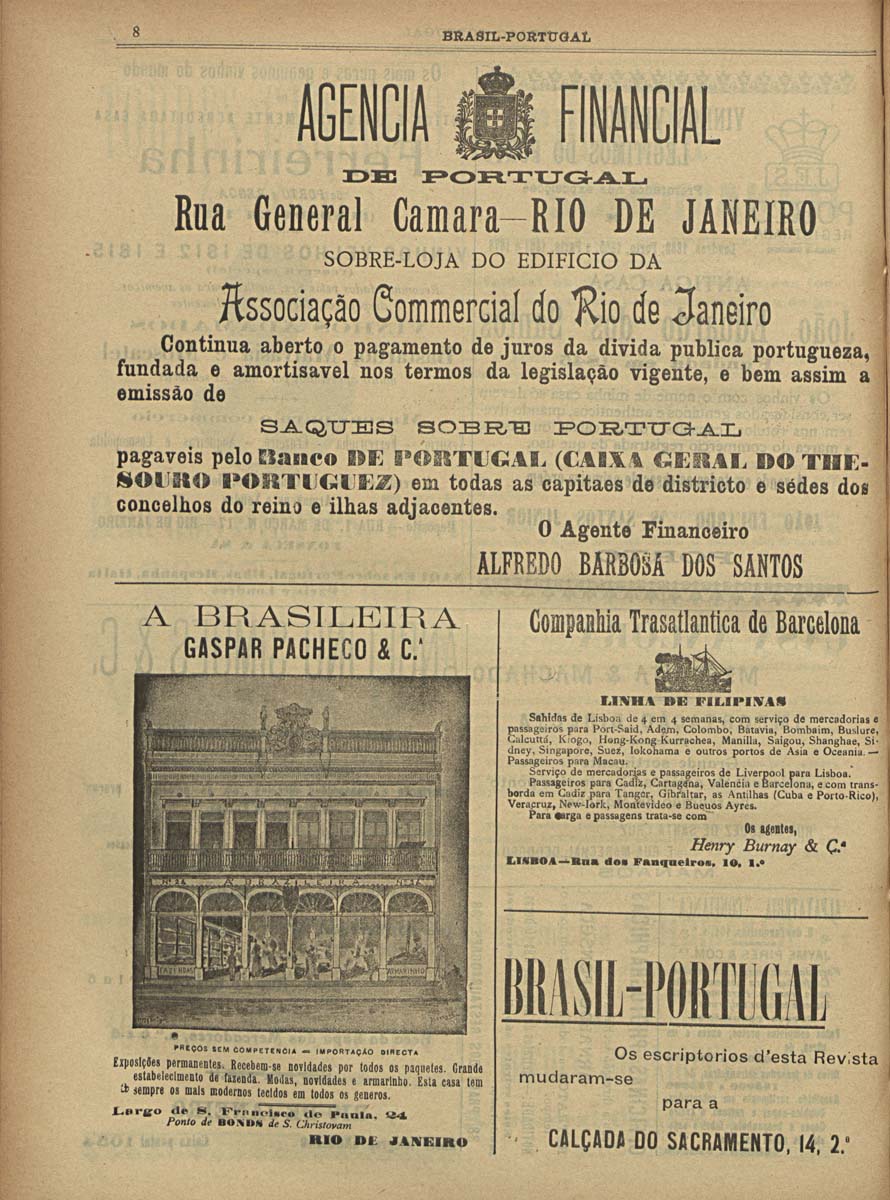 8
BRASIL-PORTUGAL
AGENCIA FINANCIAL
DE PORTUGAL
Rua General Camara—RIO DE JANEIRO
SOBRE-LOJA DO EDIFICIO DA
Associação Commercial do Rio de Janeiro
Continua aberto o pagamento de juros da divida publica portugueza,
fundada e amortisavel nos termos da legislação vigente, e bem assim a
emissão de
SAQUES SOBRE PORTUGAL
pagaveis pelo Banco DE PORTUGAL (CAIXA GERAL DO THE-
SOURO PORTUGUEZ) em todas as capitaes de districto e sédes dos
concelhos do reino e ilhas adjacentes.
O Agente Financeiro
ALFREDO BARBOSA DOS SANTOS
A BRASILEIRA
GASPAR PACHECO & C.ª
Nº 24 A BRAZILEIRA Nº 24
FAZENDAS ARMARINHO
PREÇOS SEM COMPETENCIA — IMPORTAÇÃO DIRECTA
Exposições permanentes. Recebem-se novidades por todos os paquetes. Grande
estabelecimento de fazenda. Modas, novidades e armarinho. Esta casa tem
sempre os mais modernos tecidos em todos os generos.
Largo de S. Francisco de Paula, 24
Ponto de BONDS de S. Christovam
RIO DE JANEIRO
Companhia Trasatlantica de Barcelona
LINHA DE FILIPINAS
Sahidas de Lisboa de 4 em 4 semanas, com serviço de mercadorias e
passageiros para Port-Said, Adem, Colombo, Batavia, Bombaim, Buslure,
Calcuttá, Kiogo, Hong-Kong-Kurrachea, Manilla, Saigou, Shanghae, Si-
dney, Singapore, Suez, Iokohama e outros portos de Asia e Oceania.—
Passageiros para Macau.
Serviço de mercadorias e passageiros de Liverpool para Lisboa.
Passageiros para Cadiz, Cartagena, Valencia e Barcelona, e com trans-
borda em Cadiz para Tanger, Gibraltar, as Antilhas (Cuba e Porto-Rico),
Veracruz, New-Iork, Montevideo e Buenos Ayres.
Para carga e passagens trata-se com
Os agentes,
Henry Burnay & C.ª
LISBOA—Rua dos Fanqueiros, 10, 1.º
BRASIL-PORTUGAL
Os escriptorios d'esta Revista
mudaram-se
para a
CALÇADA DO SACRAMENTO, 14, 2.º